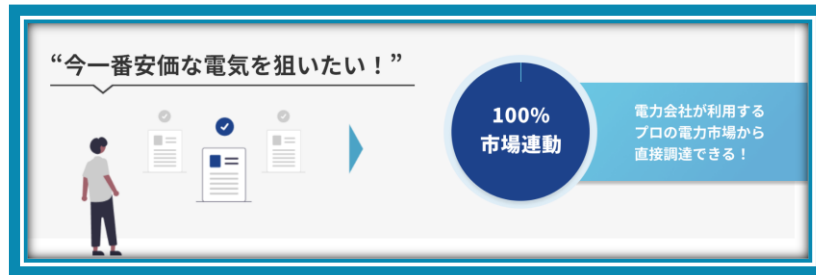 “今一番安価な電気を狙いたい！”
100%
市場連動
電力会社が利用する
プロの電力市場から
直接調達できる！